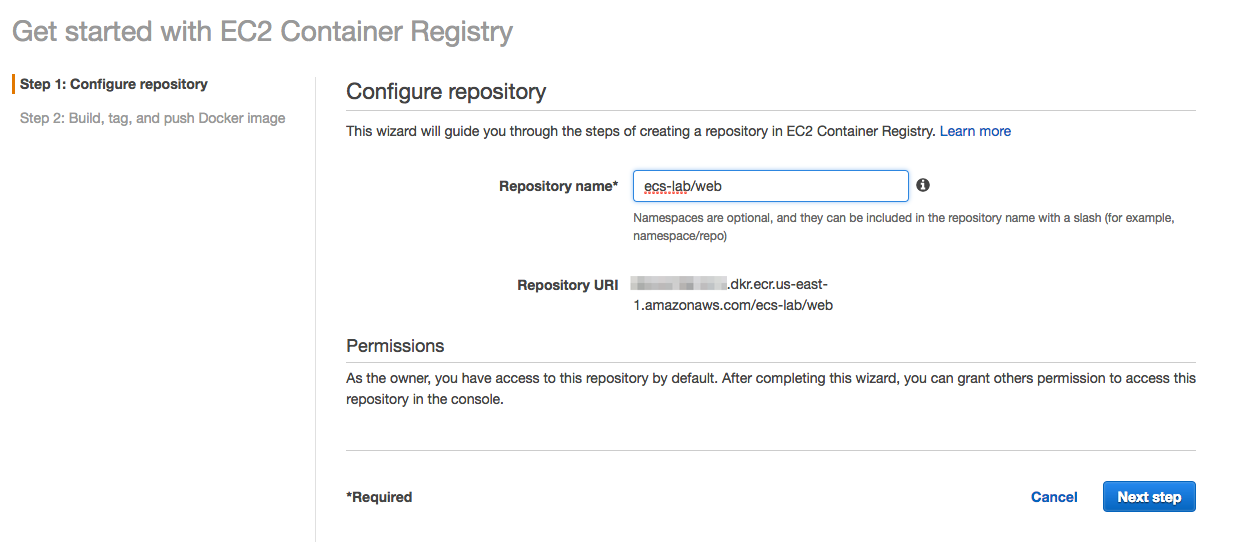 Get started with EC2 Container Registry
Step 1: Configure repository
Step 2: Build, tag, and push Docker image
Configure repository
This wizard will guide you through the steps of creating a repository in EC2 Container Registry. Learn more
Repository name* ecs-lab/web
Namespaces are optional, and they can be included in the repository name with a slash (for example,
namespace/repo)
Repository URI .dkr.ecr.us-east-
1.amazonaws.com/ecs-lab/web
Permissions
As the owner, you have access to this repository by default. After completing this wizard, you can grant others permission to access this
repository in the console.
*Required Cancel Next step